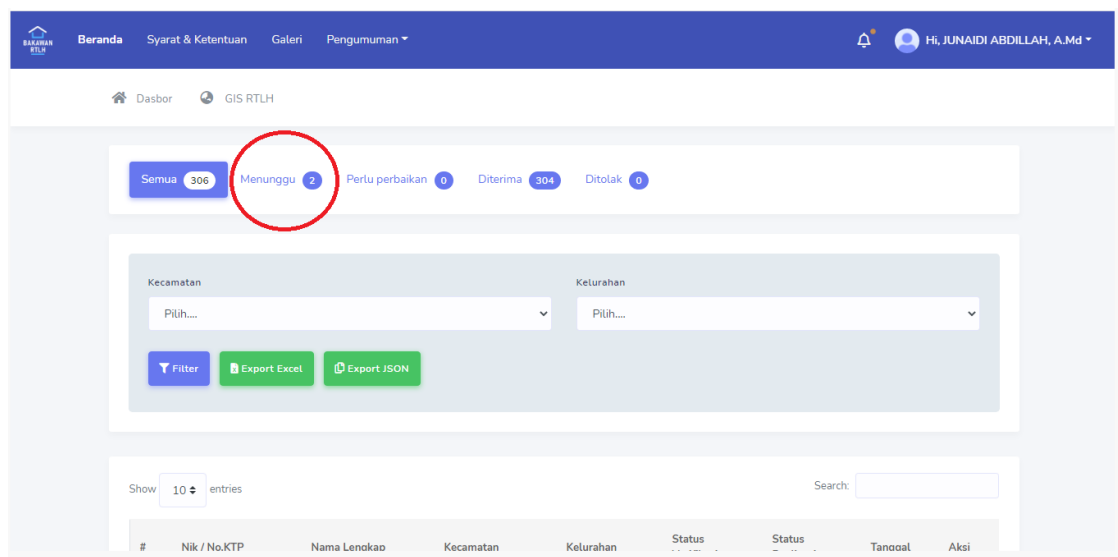 BAKAWAN
RTLH
Beranda Syarat & Ketentuan Galeri Pengumuman Hi, JUNAIDI ABDILLAH, A.Md
Dasbor GIS RTLH
Semua 306 Menunggu 2 Perlu perbaikan 0 Diterima 304 Ditolak 0
Kecamatan Kelurahan
Pilih.... Pilih....
Filter Export Excel Export JSON
Show 10 entries Search:
# Nik / No.KTP Nama Lengkap Kecamatan Kelurahan Status Status Tanggal Aksi